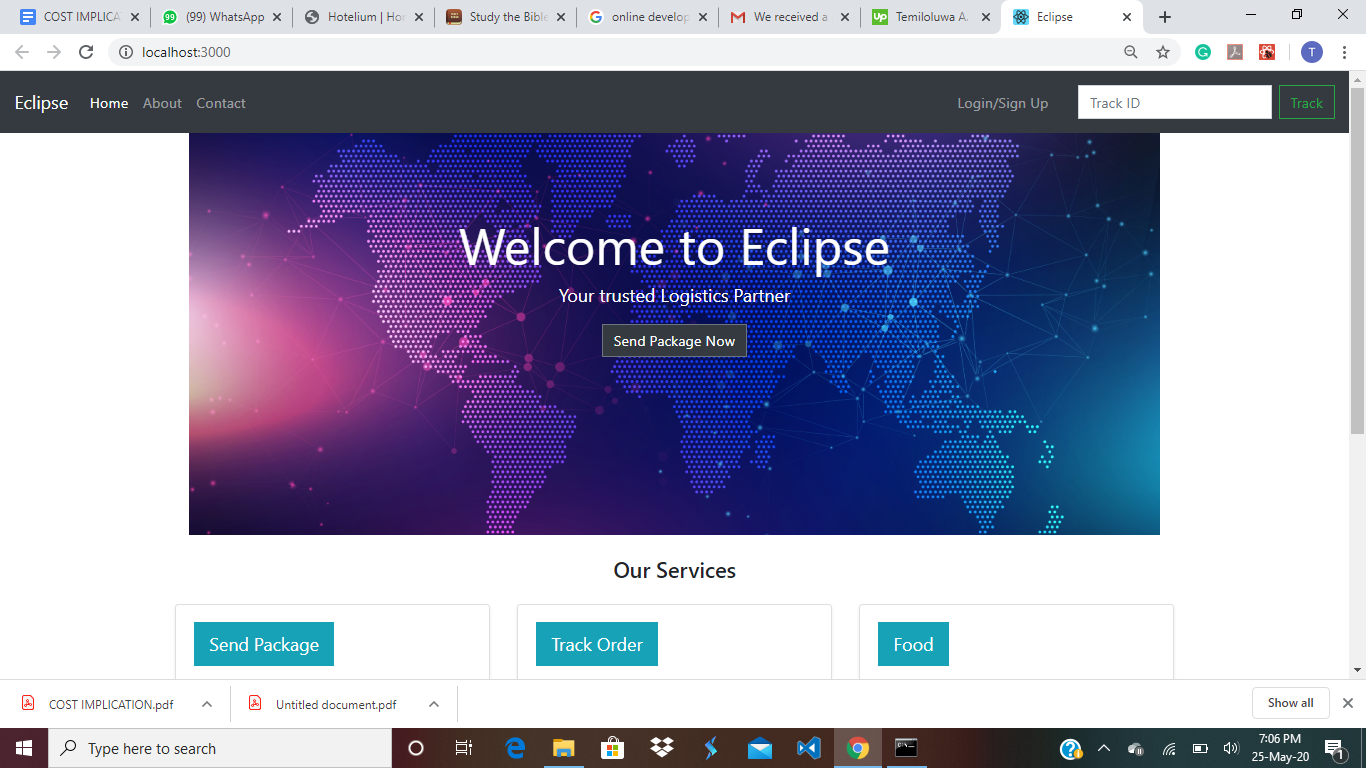 COST IMPLICA
(99) WhatsApp
Hotelium | Hor
Study the Bible
online develop
We received a
Temiloluwa A.
Eclipse
localhost:3000
T
Eclipse
Home
About
Contact
Login/Sign Up
Track ID
Track
Welcome to Eclipse
Your trusted Logistics Partner
Send Package Now
Our Services
Send Package
Track Order
Food
COST IMPLICATION.pdf
Untitled document.pdf
Show all
Type here to search
7:06 PM
25-May-20
1